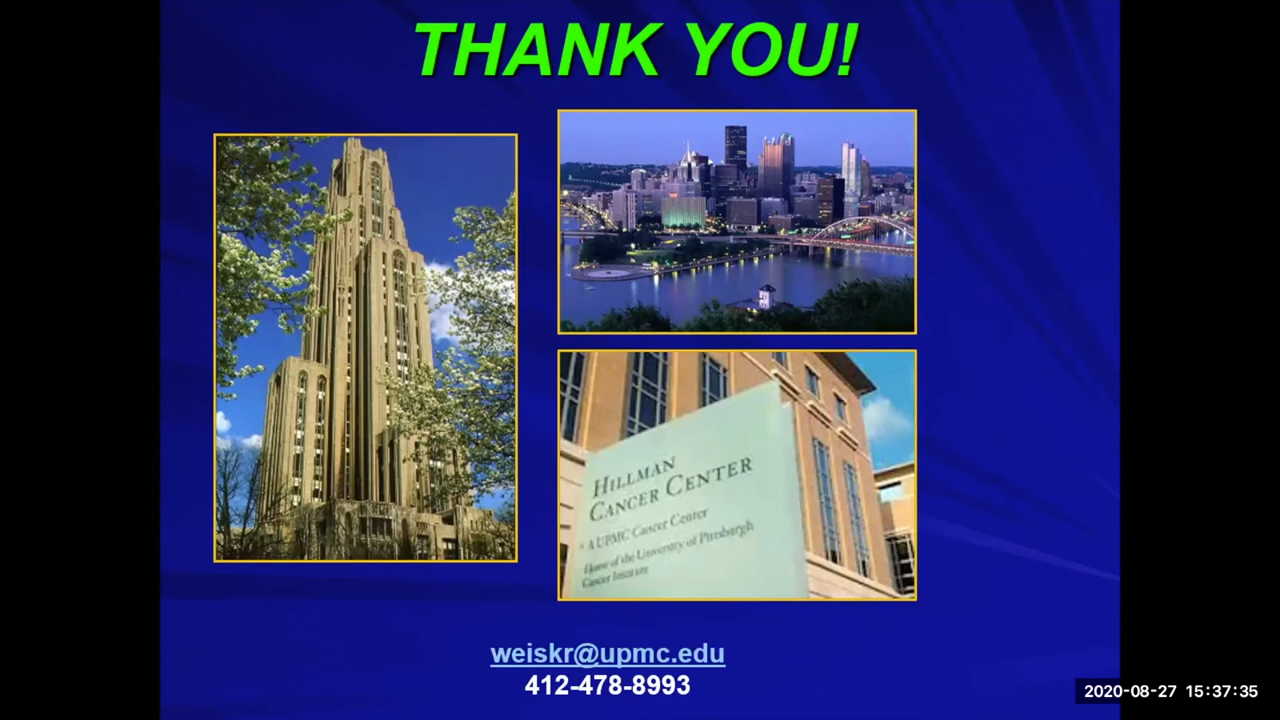 THANK YOU!
HILLMAN
CANCER CENTER
A UPMC Cancer Center
Home of the University of Pittsburgh
Cancer Institute
weiskr@upmc.edu
412-478-8993
2020-08-27 15:37:35